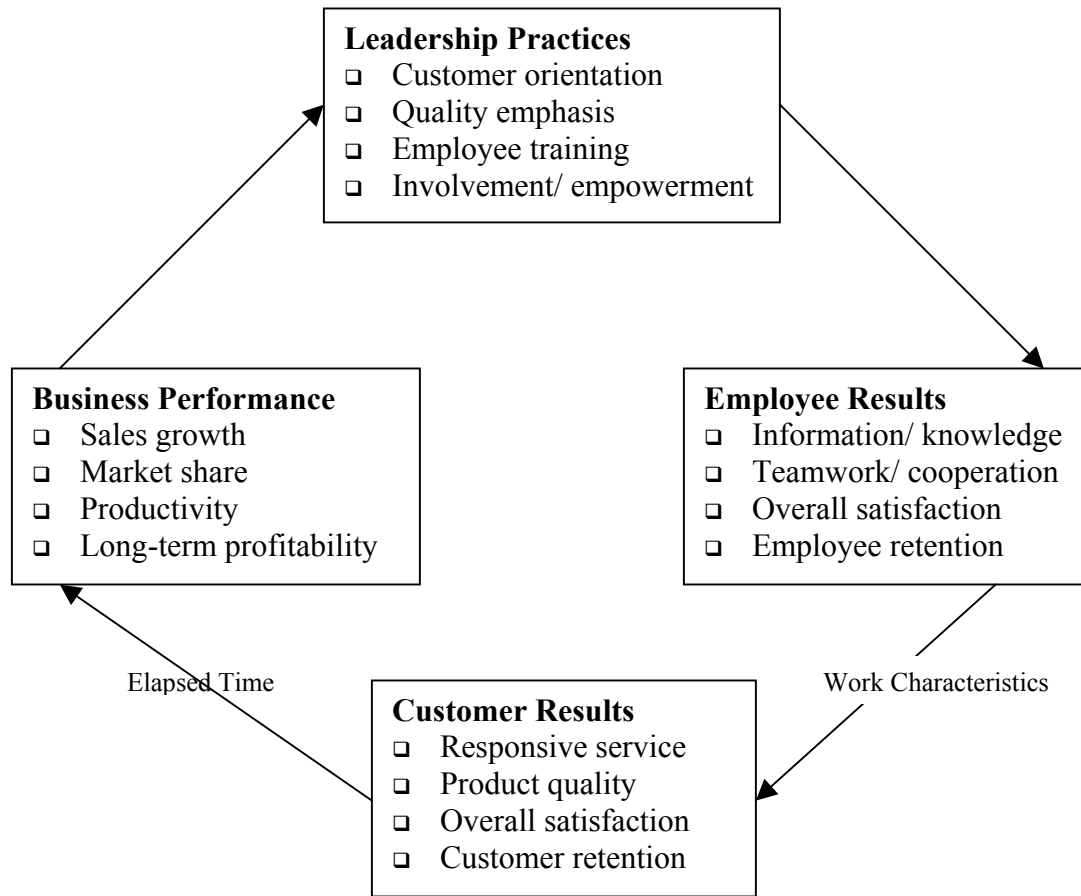 Leadership Practices
❑ Customer orientation
❑ Quality emphasis
❑ Employee training
❑ Involvement/ empowerment
Business Performance
❑ Sales growth
❑ Market share
❑ Productivity
❑ Long-term profitability
Employee Results
❑ Information/ knowledge
❑ Teamwork/ cooperation
❑ Overall satisfaction
❑ Employee retention
Elapsed Time
Work Characteristics
Customer Results
❑ Responsive service
❑ Product quality
❑ Overall satisfaction
❑ Customer retention